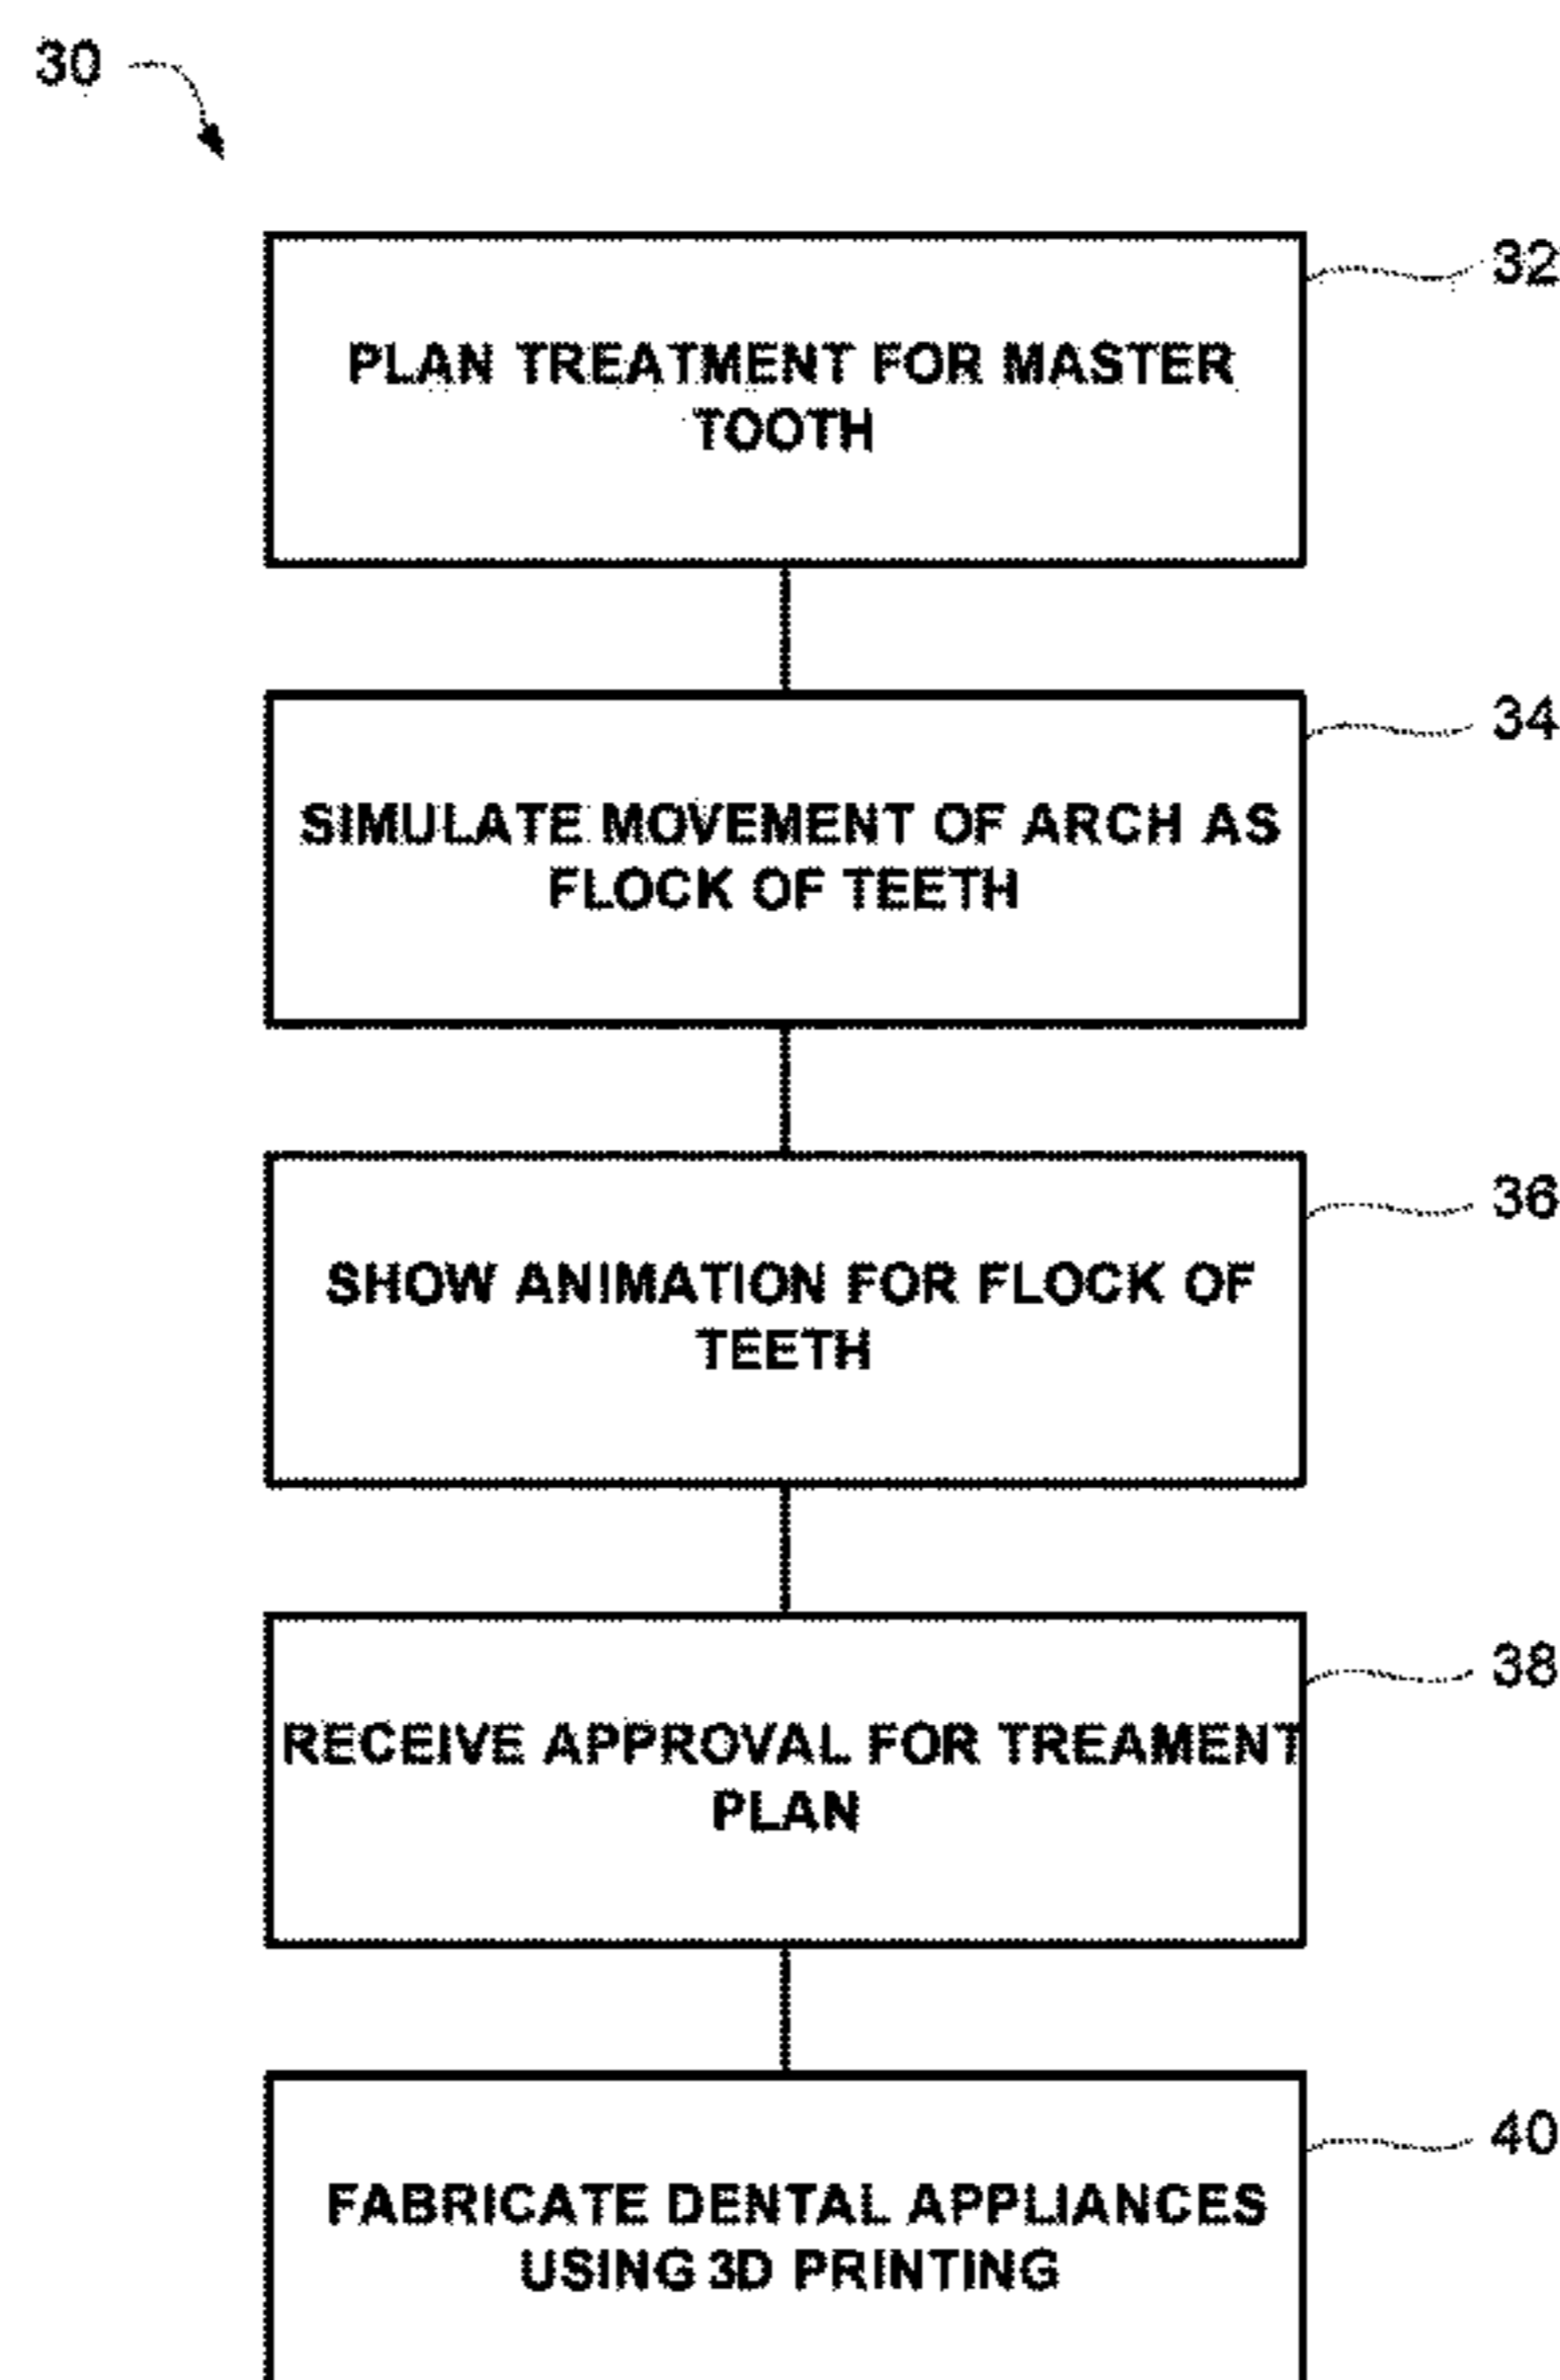 30
32
PLAN TREATMENT FOR MASTER
TOOTH
34
SIMULATE MOVEMENT OF ARCH AS
FLOCK OF TEETH
36
SHOW ANIMATION FOR FLOCK OF
TEETH
38
RECEIVE APPROVAL FOR TREAMENT
PLAN
40
FABRICATE DENTAL APPLIANCES
USING 3D PRINTING